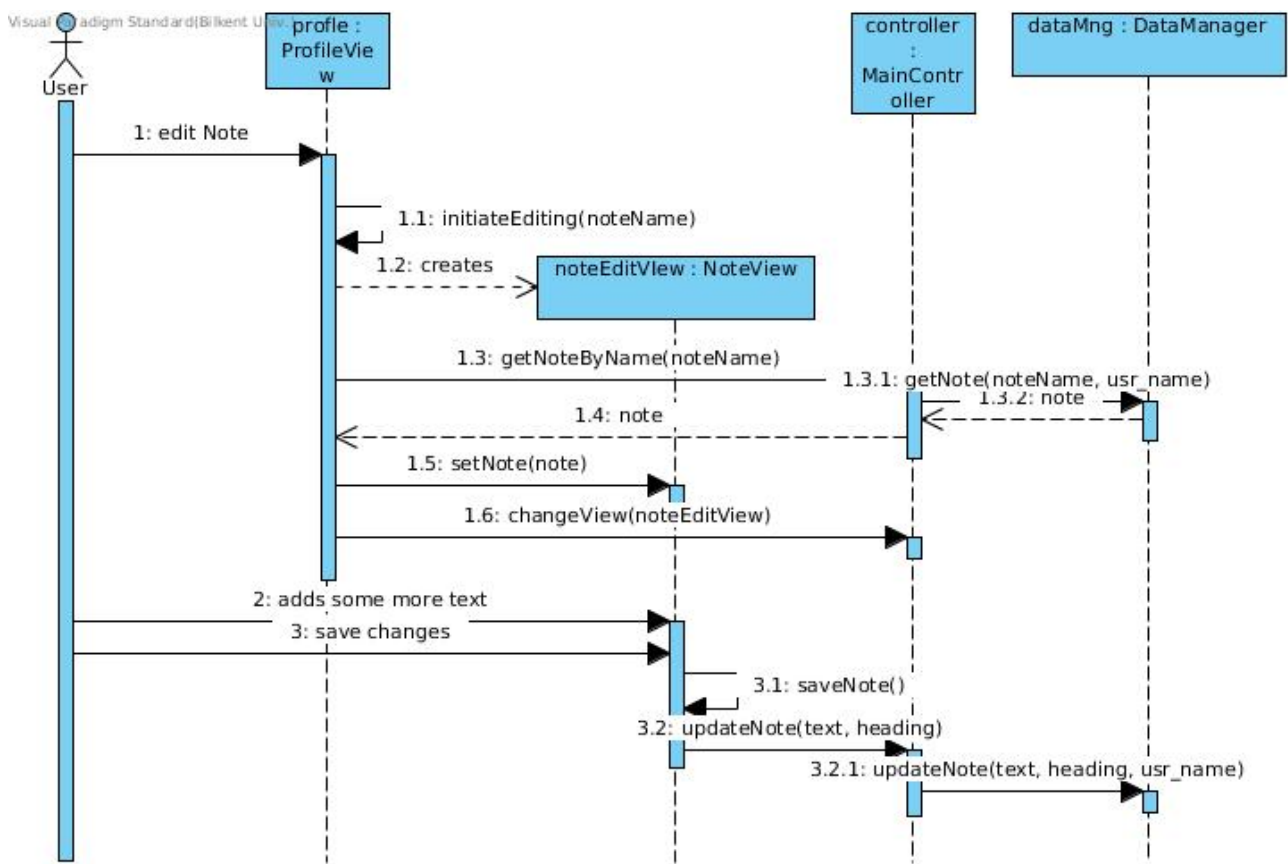 Visual Paradigm Standard(Bilkent Univ.)
User
profle :
ProfileVie
w
controller
:
MainContr
oller
dataMng : DataManager
1: edit Note
1.1: initiateEditing(noteName)
1.2: creates
noteEditVIew : NoteView
1.3: getNoteByName(noteName)
1.3.1: getNote(noteName, usr_name)
1.3.2: note
1.4: note
1.5: setNote(note)
1.6: changeView(noteEditView)
2: adds some more text
3: save changes
3.1: saveNote()
3.2: updateNote(text, heading)
3.2.1: updateNote(text, heading, usr_name)